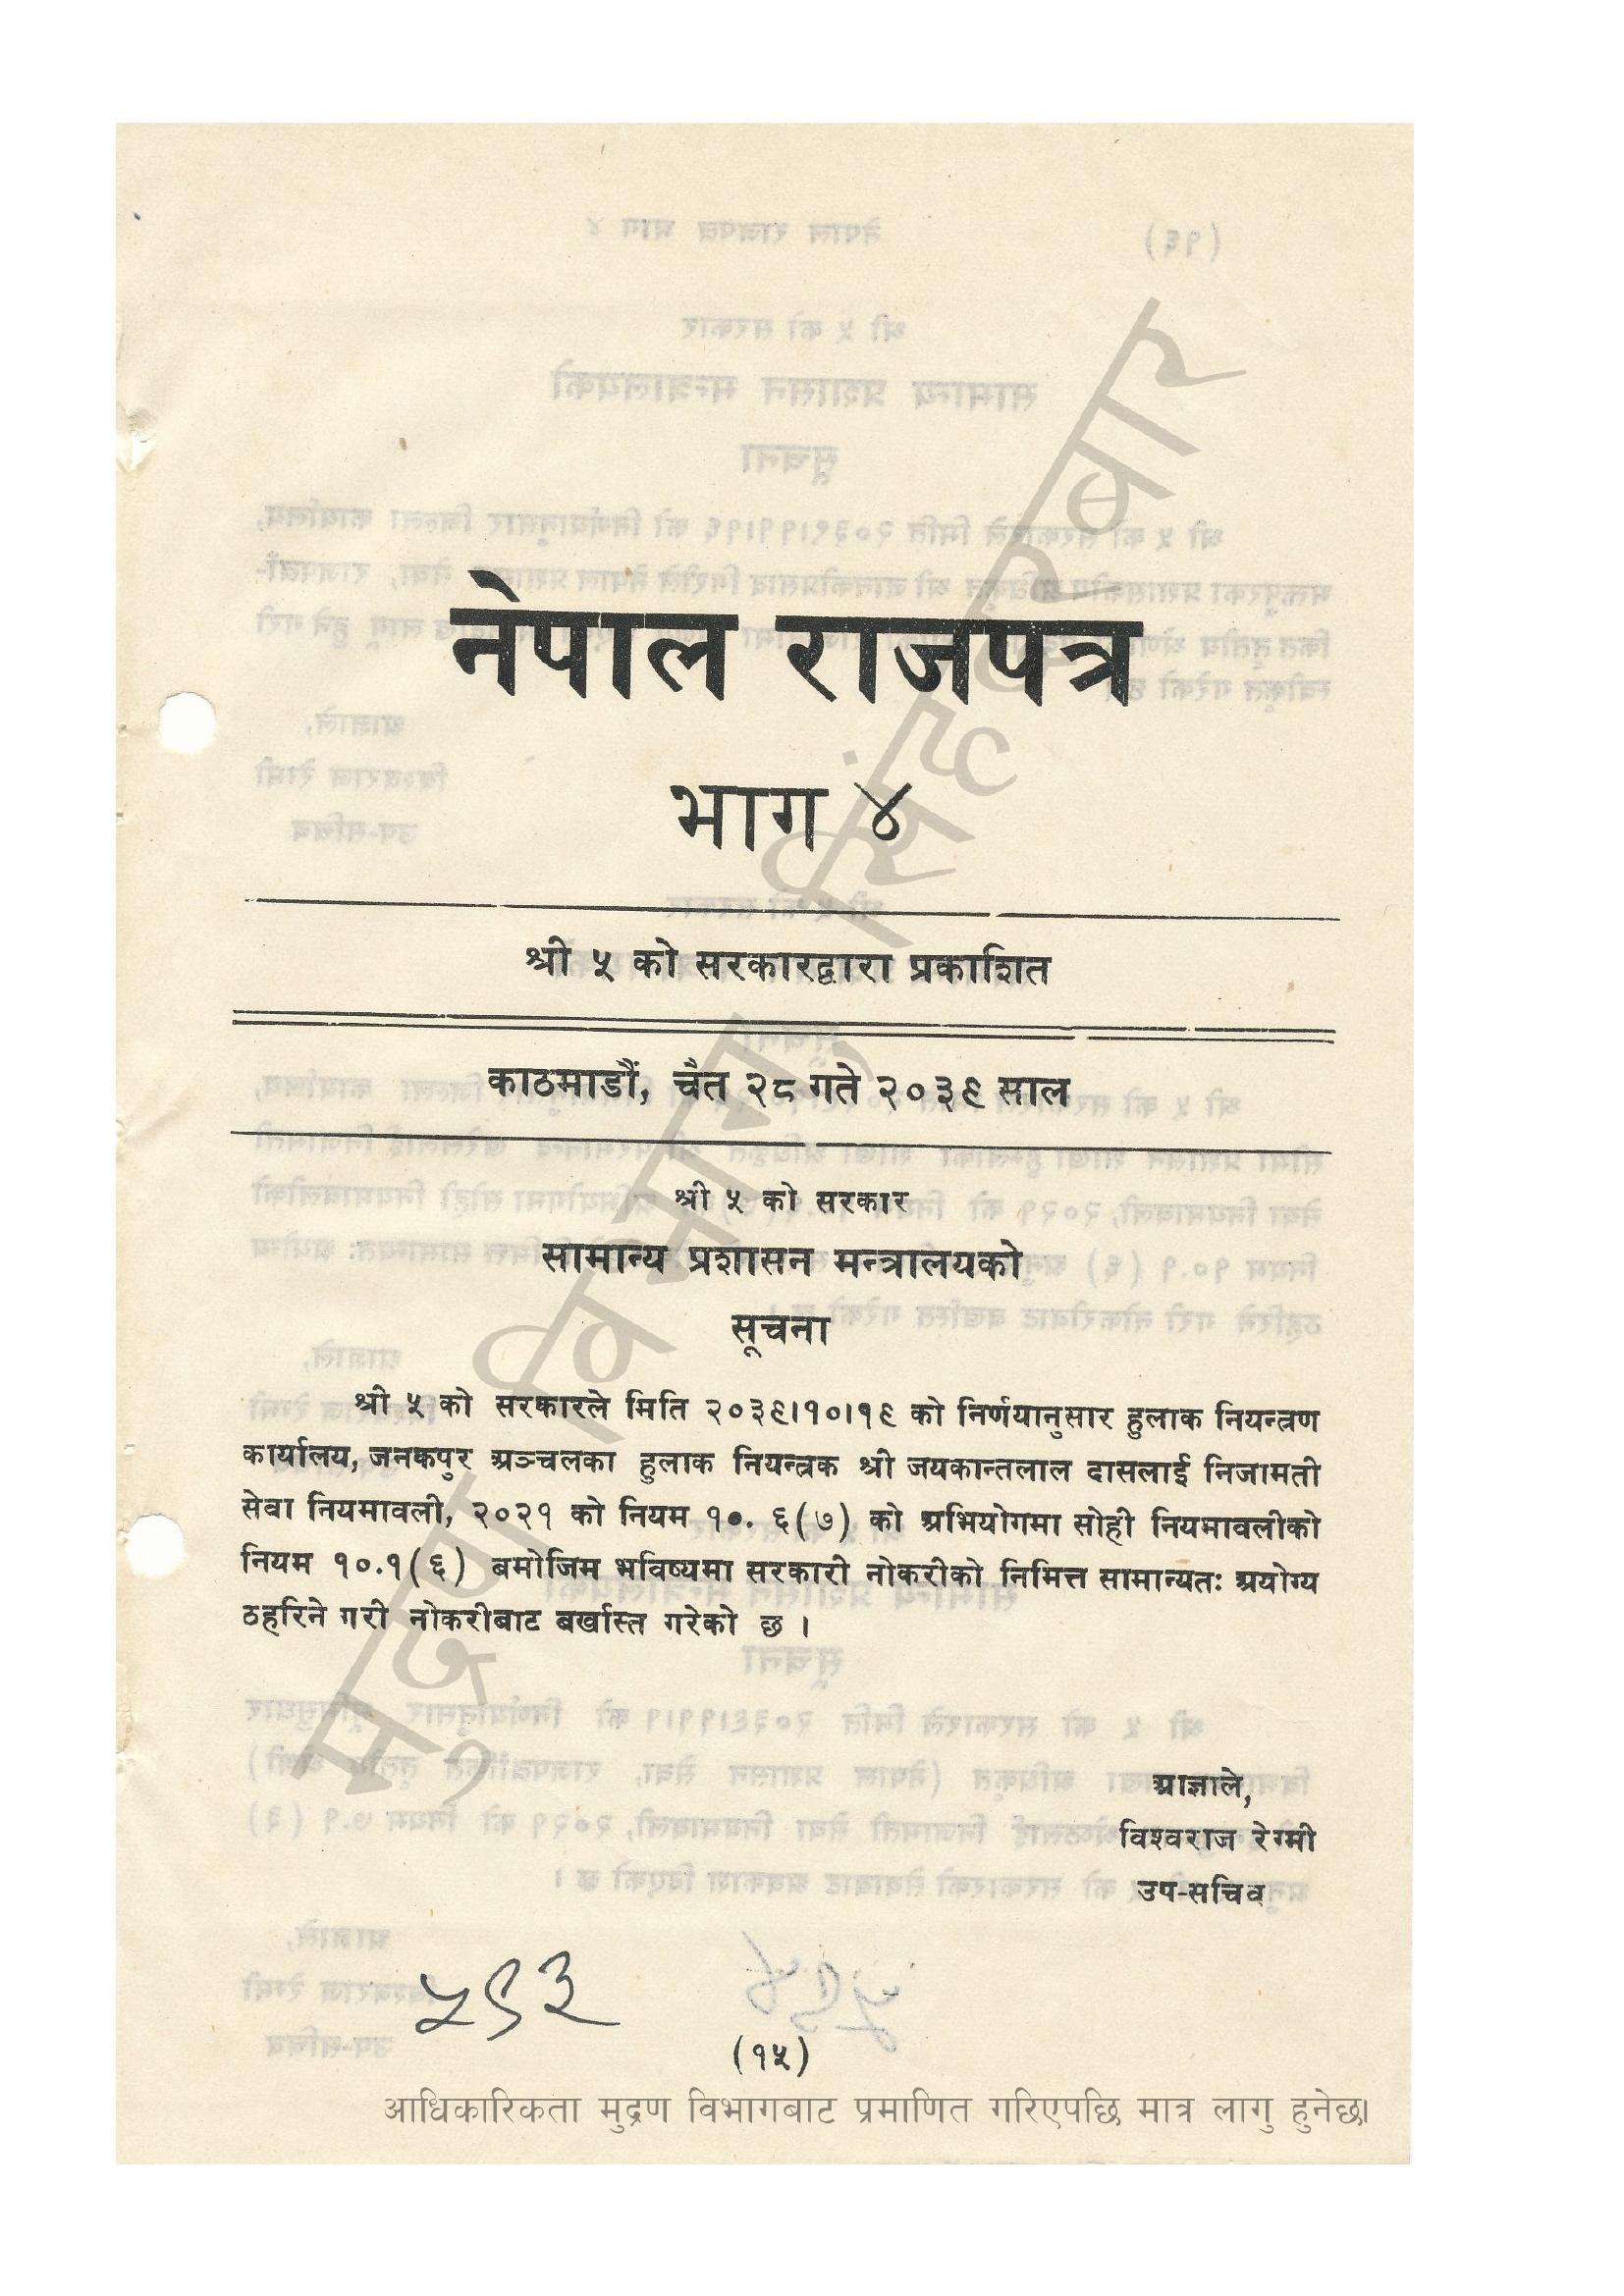 नेपाल राजपत्र
भाग ४
श्री ५ को सरकारद्वारा प्रकाशित
काठमाडौं, चैत २८ गते २०३९ साल
श्री ५ को सरकार
सामान्य प्रशासन मन्त्रालयको
सूचना
श्री ५ को सरकारले मिति २०३९।१०।१९ को निर्णयानुसार हुलाक नियन्त्रण
कार्यालय, जनकपुर अञ्चलका हुलाक नियन्त्रक श्री जयकान्तलाल दासलाई निजामती
सेवा नियमावली, २०२१ को नियम १०. ६(७) को अभियोगमा सोही नियमावलीको
नियम १०.१(६) बमोजिम भविष्यमा सरकारी नोकरीको निमित्त सामान्यतः अयोग्य
ठहरिने गरी नोकरीबाट बर्खास्त गरेको छ ।
आज्ञाले,
विश्वराज रेग्मी
उप-सचिव
५९३
(१५)
आधिकारिकता मुद्रण विभागबाट प्रमाणित गरिएपछि मात्र लागु हुनेछ।
मुद्रण विभाग, सिंहदरबार